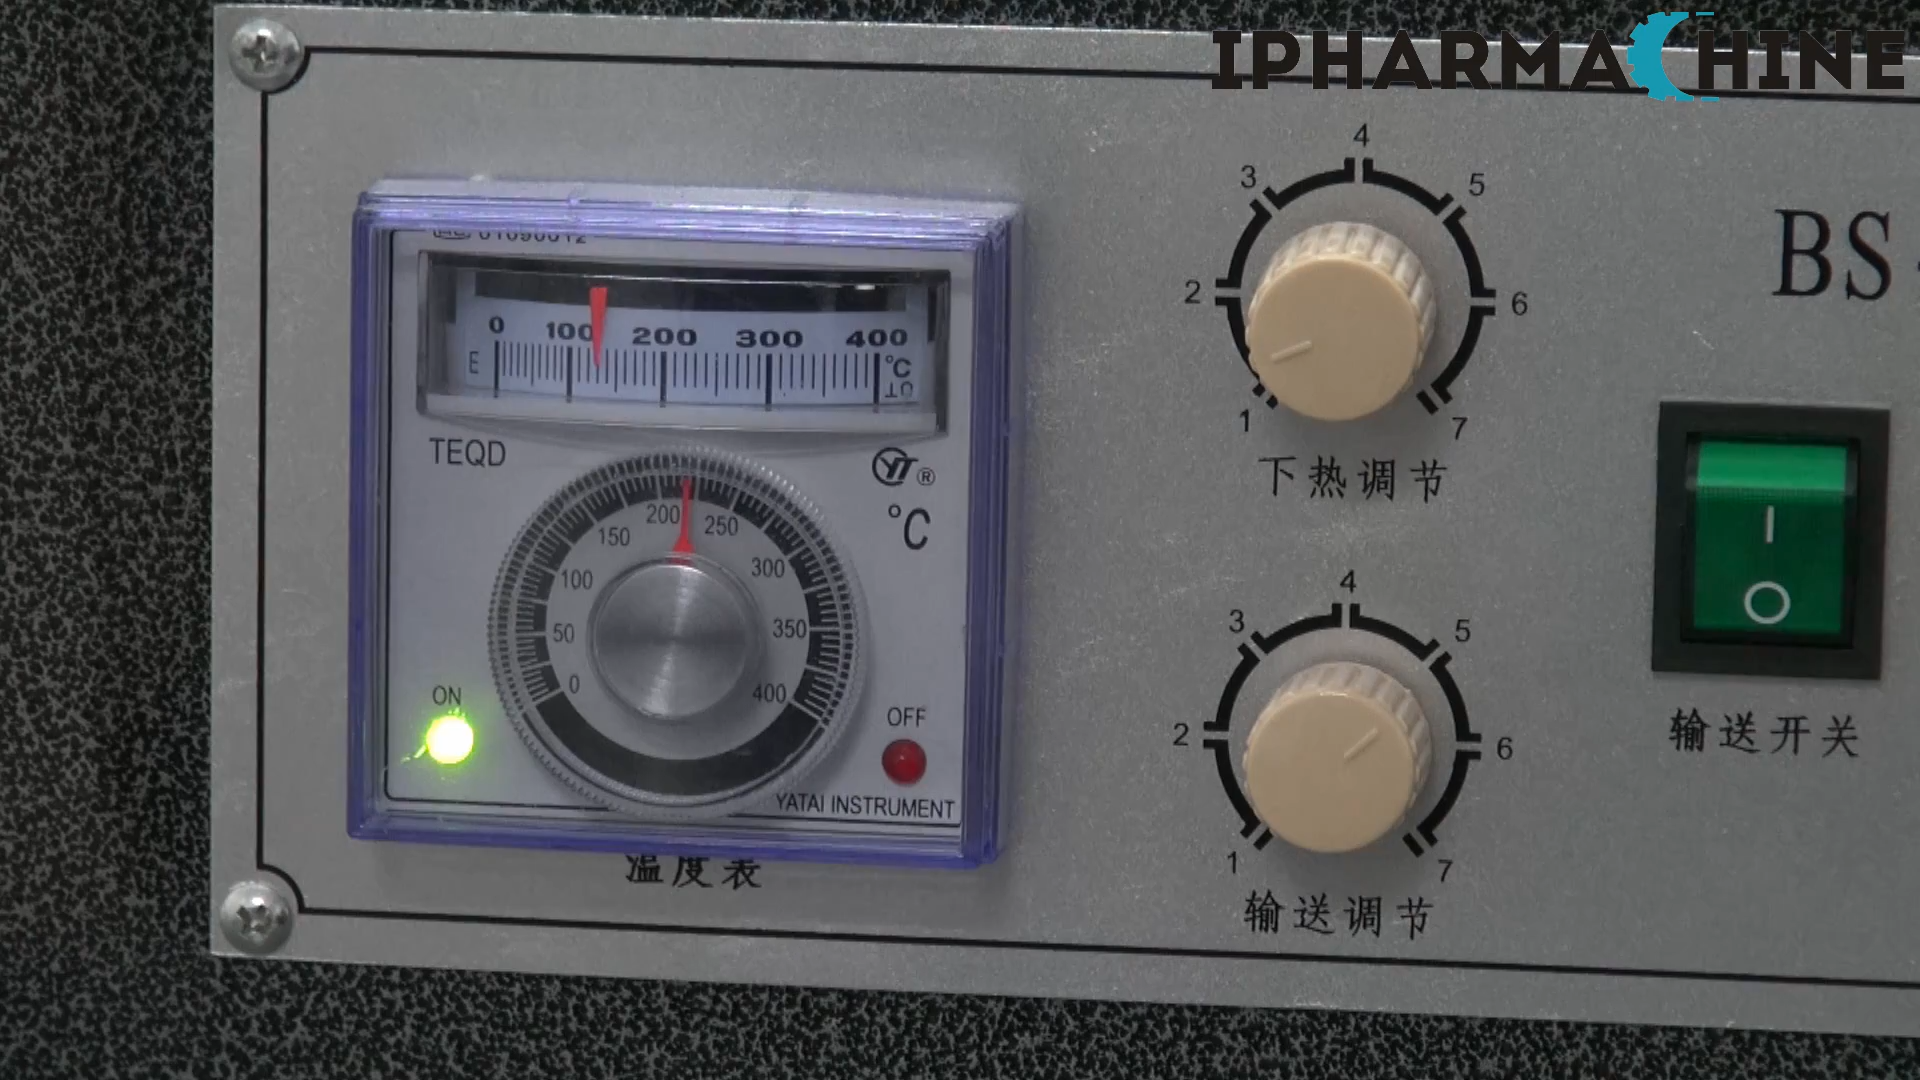 IPHARMACHINE
0 100 200 300 400
E °C
TEQD
YT®
°C
0 50 100 150 200 250 300 350 400
ON
OFF
YATAI INSTRUMENT
温度表
1 2 3 4 5 6 7
下热调节
1 2 3 4 5 6 7
输送调节
BS
I
O
输送开关